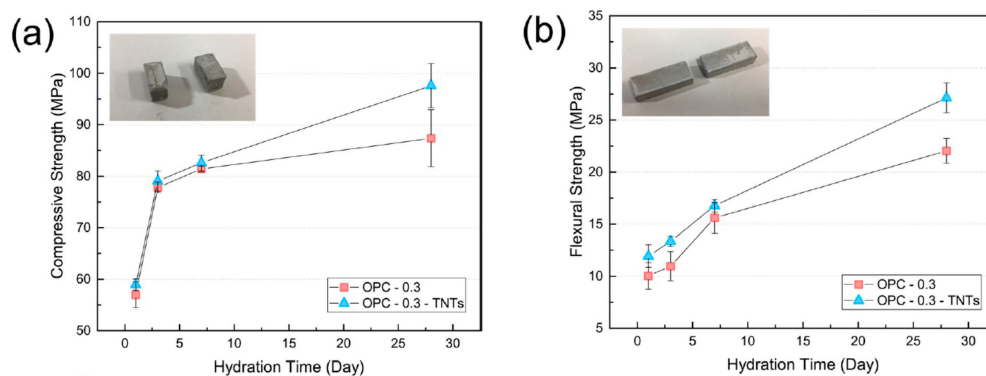 (a)
Compressive Strength (MPa)
110
100
90
80
70
60
50
0 5 10 15 20 25 30
Hydration Time (Day)
OPC - 0.3
OPC - 0.3 - TNTs
(b)
Flexural Strength (MPa)
35
30
25
20
15
10
5
0 5 10 15 20 25 30
Hydration Time (Day)
OPC - 0.3
OPC - 0.3 - TNTs